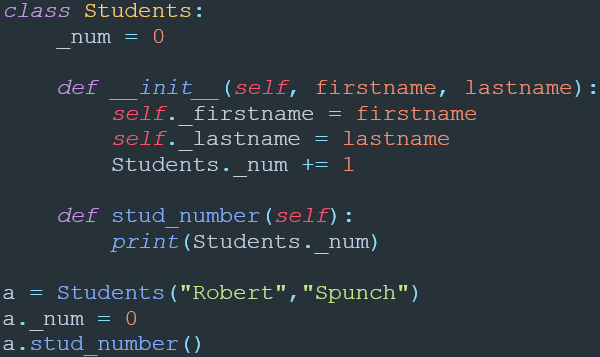 class Students:
    _num = 0
    def __init__(self, firstname, lastname):
        self._firstname = firstname
        self._lastname = lastname
        Students._num += 1
    def stud_number(self):
        print(Students._num)
a = Students("Robert","Spunch")
a._num = 0
a.stud_number()